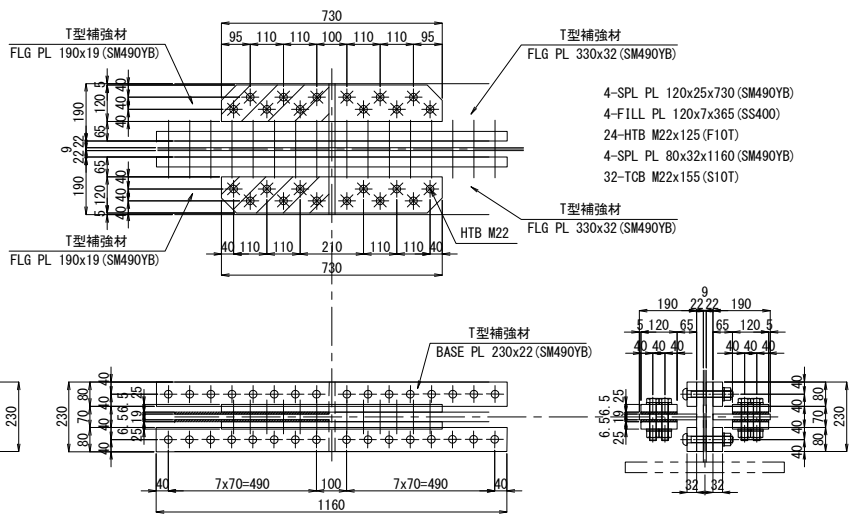 730
95 110 110 100 110 110 95
T型補強材
FLG PL 190x19(SM490YB)
T型補強材
FLG PL 330x32(SM490YB)
4-SPL PL 120x25x730(SM490YB)
4-FILL PL 120x7x365(SS400)
24-HTB M22x125(F10T)
4-SPL PL 80x32x1160(SM490YB)
32-TCB M22x155(S10T)
190 5 120 65 40 40 40
9 22 22
190 65 120 5 40 40 40
T型補強材
FLG PL 190x19(SM490YB)
HTB M22
T型補強材
FLG PL 330x32(SM490YB)
40 110 110 210 110 110 40
730
T型補強材
BASE PL 230x22(SM490YB)
9
190 22 22 190
5 120 65 65 120 5
40 40 40 40 40 40
230
230 80 70 80 40 40 40 40
6.5 6.5 25 19 25
6.5 6.5 25 19 25
40 40 40 40 80 70 80 230
40 7x70=490 100 7x70=490 40
1160
32 32